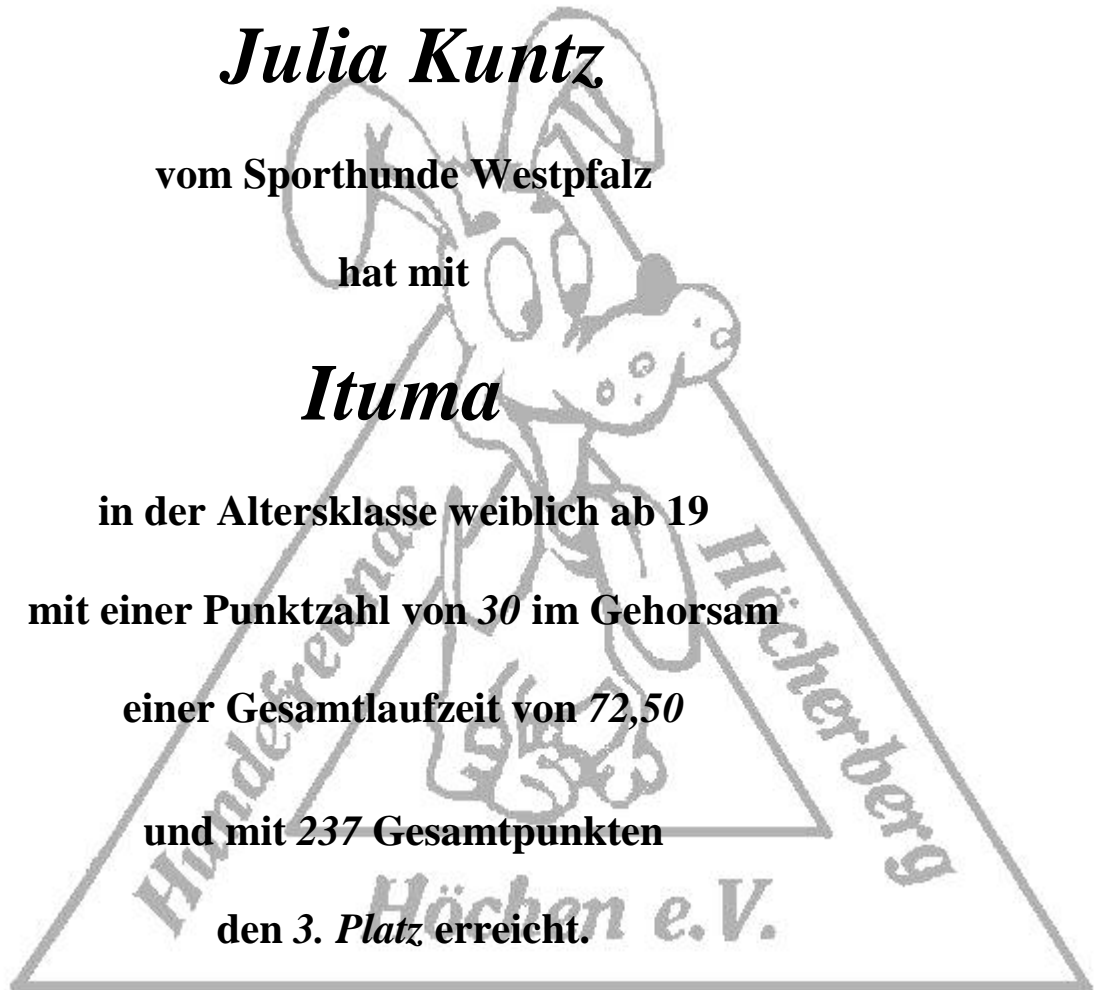 Julia Kuntz
vom Sporthunde Westpfalz
hat mit
Ituma
in der Altersklasse weiblich ab 19
mit einer Punktzahl von 30 im Gehorsam
einer Gesamtlaufzeit von 72,50
und mit 237 Gesamtpunkten
den 3. Platz erreicht.
Hundefreunde
Höcherberg
Höchen e.V.